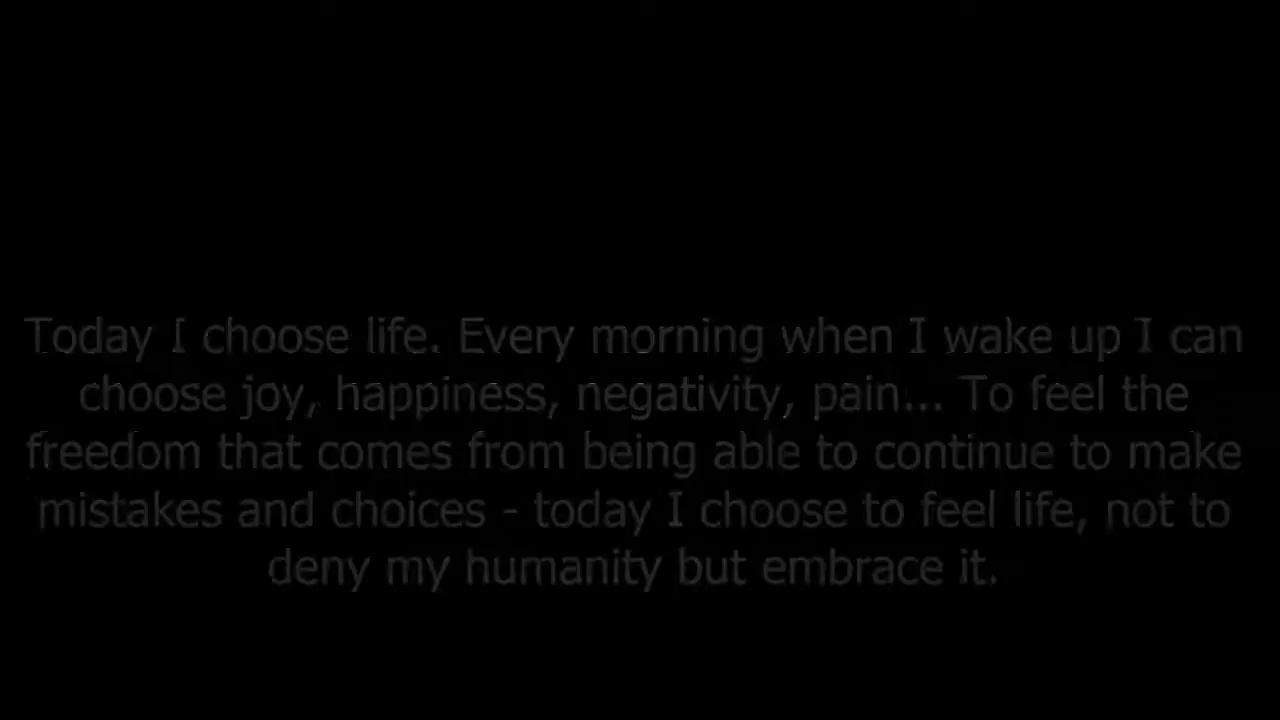 Today I choose life. Every morning when I wake up I can
choose joy, happiness, negativity, pain... To feel the
freedom that comes from being able to continue to make
mistakes and choices - today I choose to feel life, not to
deny my humanity but embrace it.